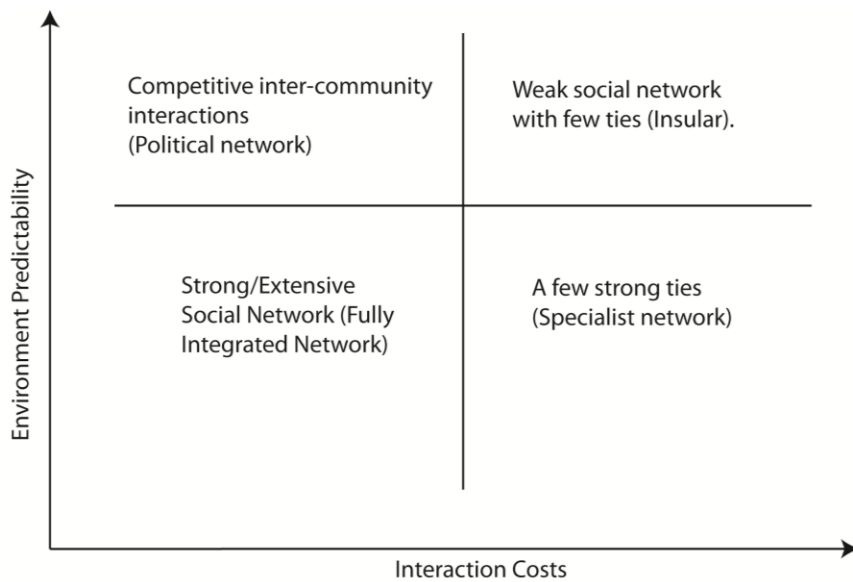 Competitive inter-community
interactions
(Political network)
Weak social network
with few ties (Insular).
Strong/Extensive
Social Network (Fully
Integrated Network)
A few strong ties
(Specialist network)
Environment Predictability
Interaction Costs